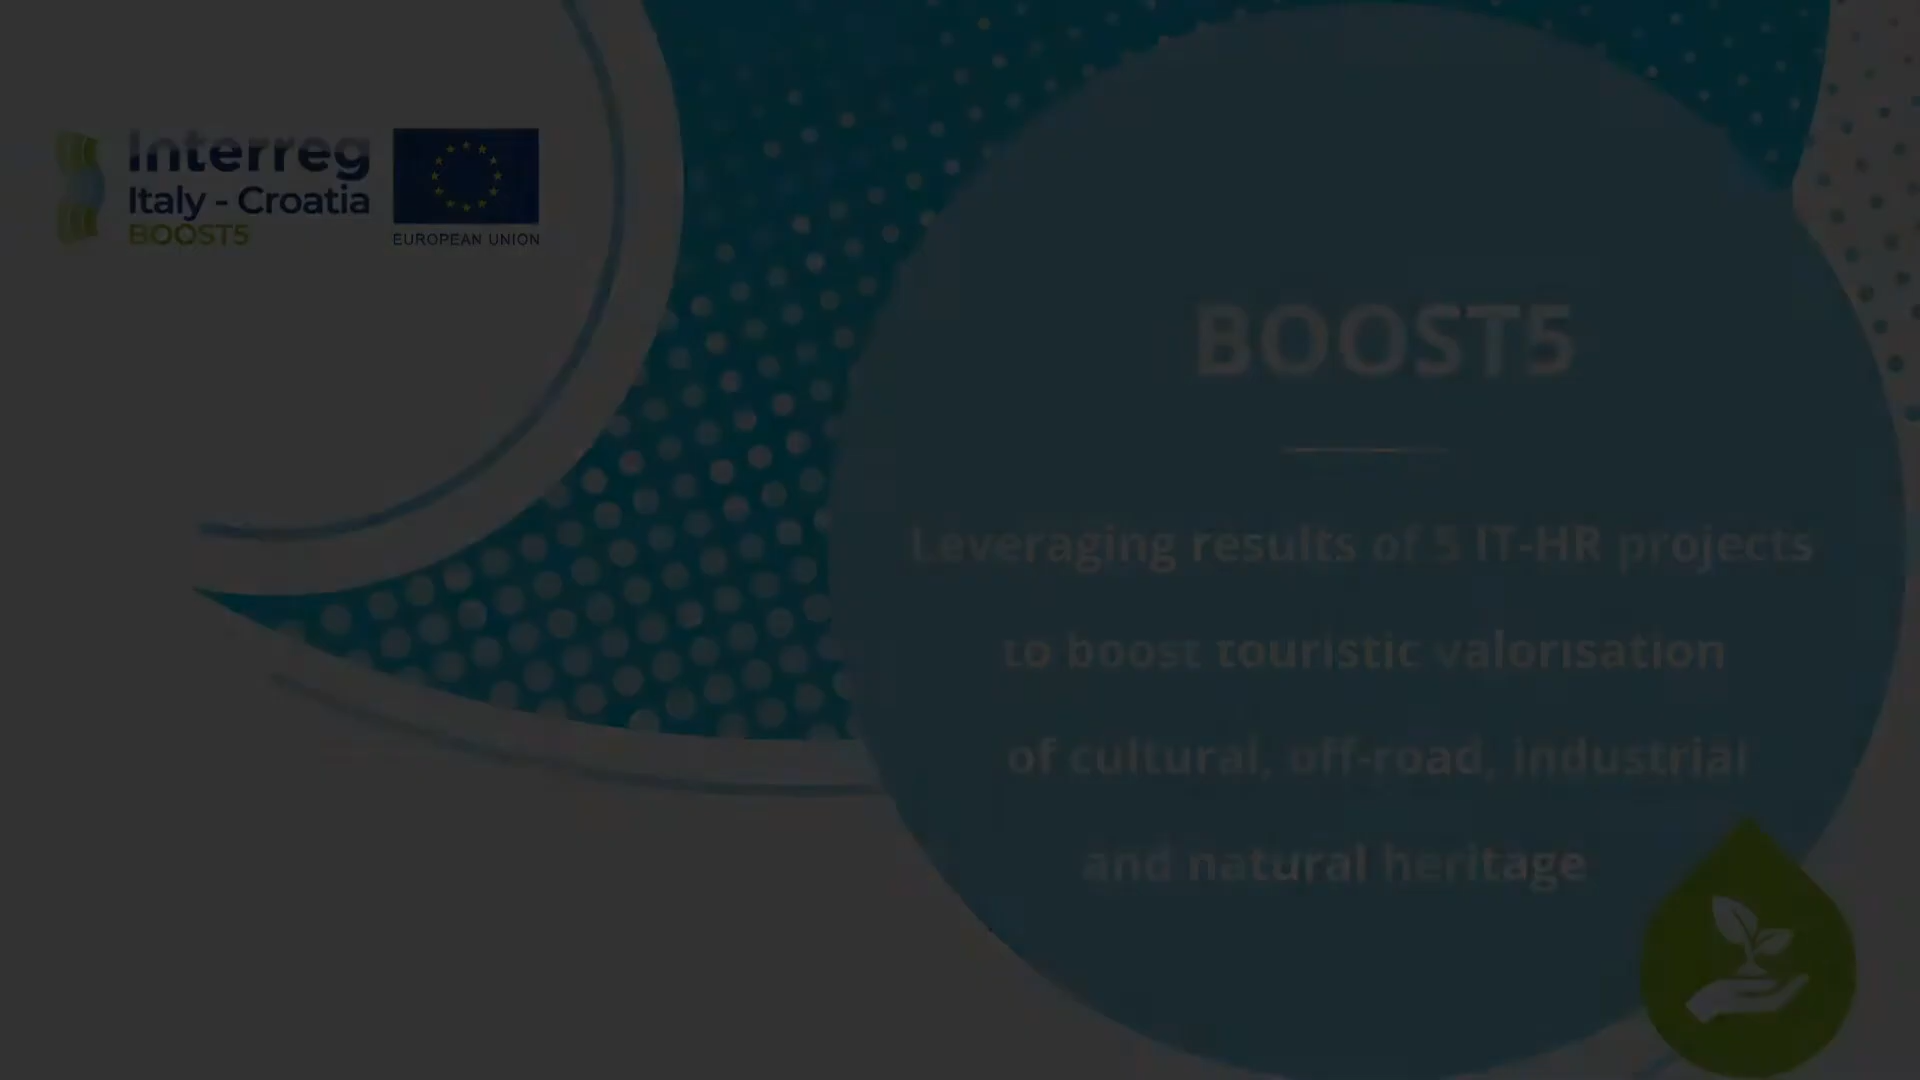 Interreg
Italy - Croatia
BOOST5
EUROPEAN UNION
BOOST5
Leveraging results of 5 IT-HR projects
to boost touristic valorisation
of cultural, off-road, industrial
and natural heritage